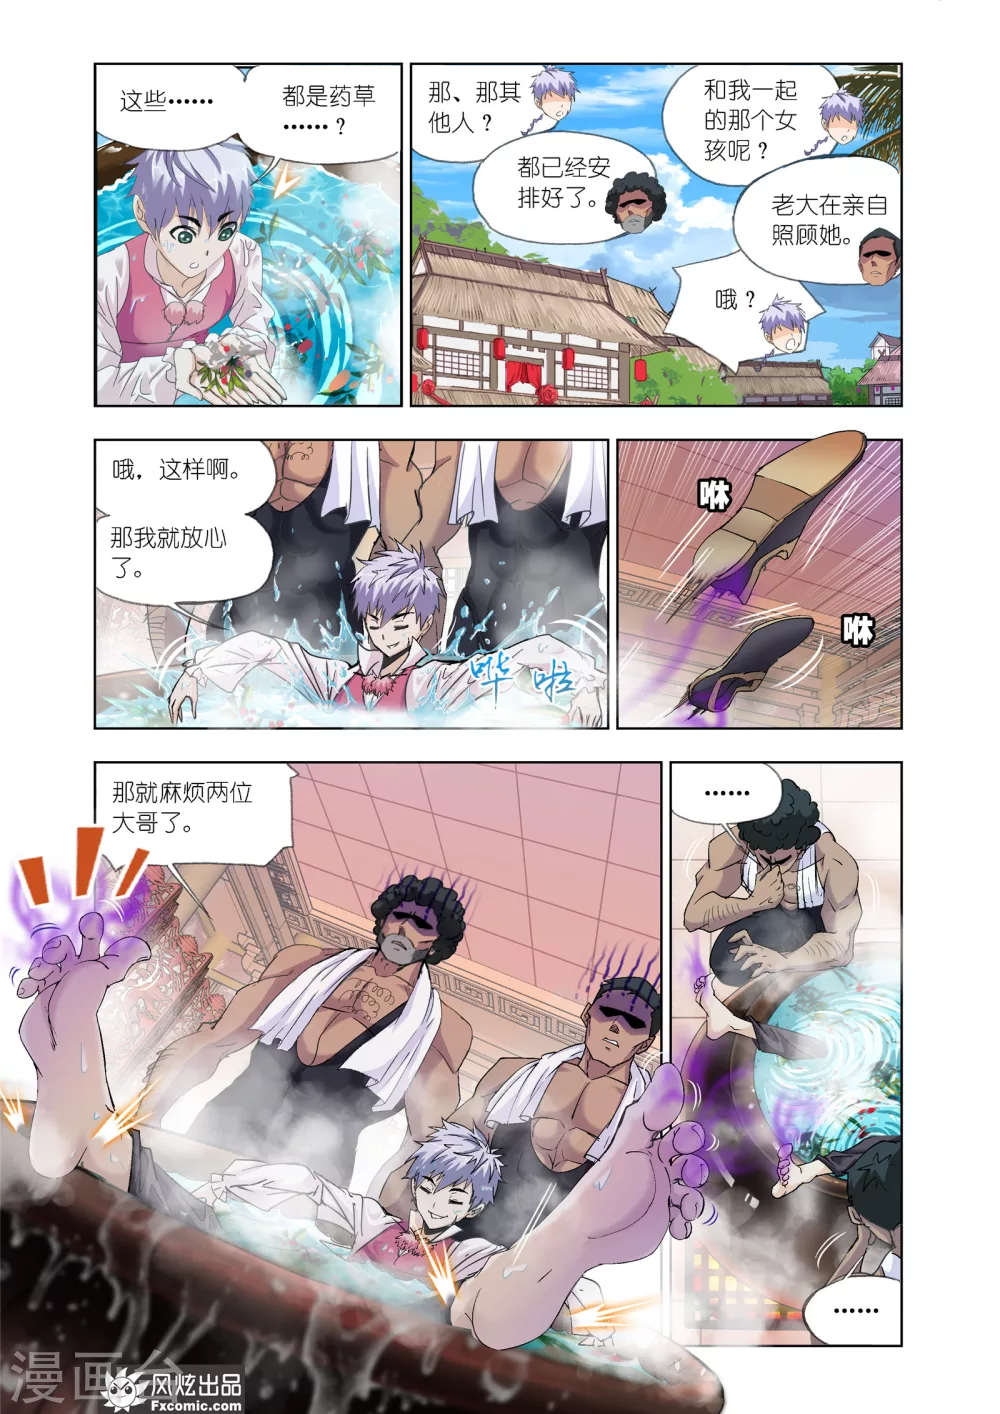 这些……
都是药草
……？
那、那其
他人？
都已经安
排好了。
和我一起
的那个女
孩呢？
老大在亲自
照顾她。
哦？
哦，这样啊。
那我就放心
了。
哗啦
咻
咻
那就麻烦两位
大哥了。
……
……
漫画台
风炫出品
Fxcomic.com